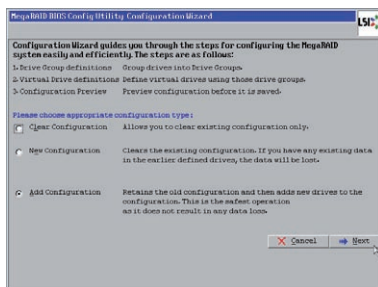 MegaRAID BIOS Config Utility Configuration Wizard
LSI
Configuration Wizard guides you through the steps for configuring the MegaRAID
system easily and efficiently. The steps are as follows:
1. Drive Group definitions Group drives into Drive Groups.
2. Virtual Drive definitions Define virtual drives using those drive groups.
3. Configuration Preview Preview configuration before it is saved.
Please choose appropriate configuration type:
Clear Configuration Allows you to clear existing configuration only.
New Configuration Clears the existing configuration. If you have any existing data
in the earlier defined drives, the data will be lost.
Add Configuration Retains the old configuration and then adds new drives to the
configuration. This is the safest operation
as it does not result in any data loss.
Cancel Next